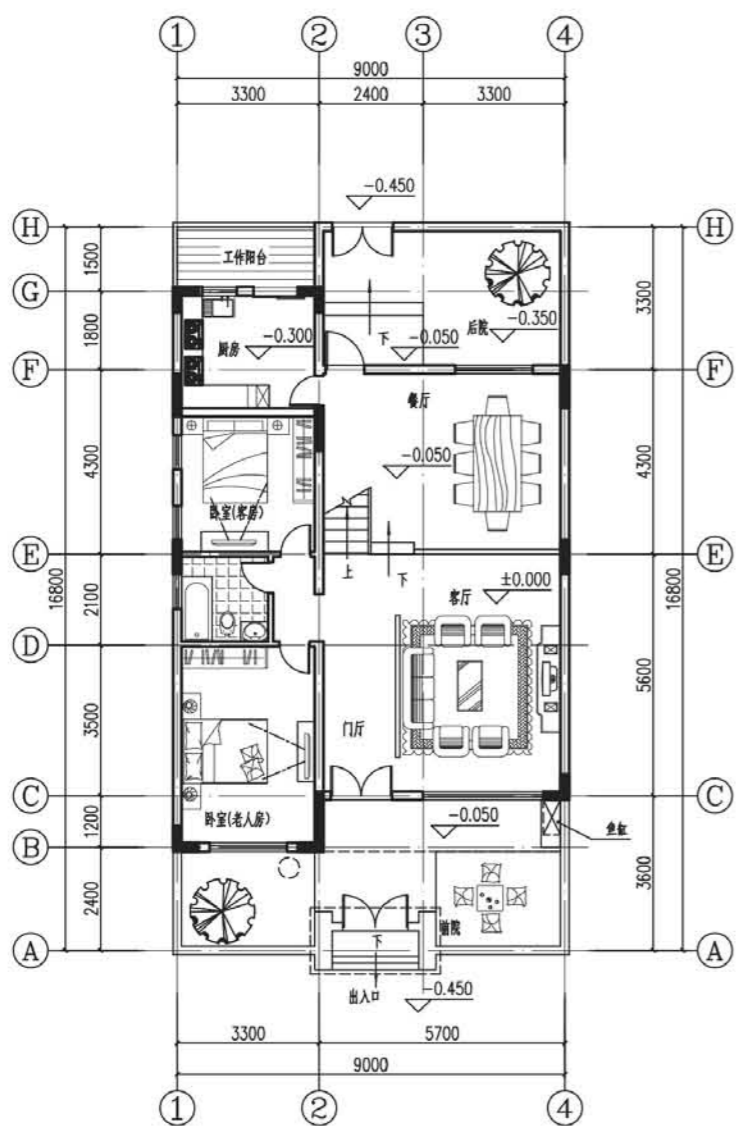 1 2 3 4
9000
3300 2400 3300
-0.450
H H
工作阳台
1500
G
3300
1800
厨房 -0.300
后院 -0.350
下 -0.050
F F
餐厅
4300
-0.050
4300
卧室(客房)
E E
上 下
16800
2100
客厅 ±0.000
16800
D
5600
3500
门厅
C C
卧室(老人房)
1200
-0.050
鱼缸
B
3600
2400
下 前院
A A
出入口 -0.450
3300 5700
9000
1 2 4